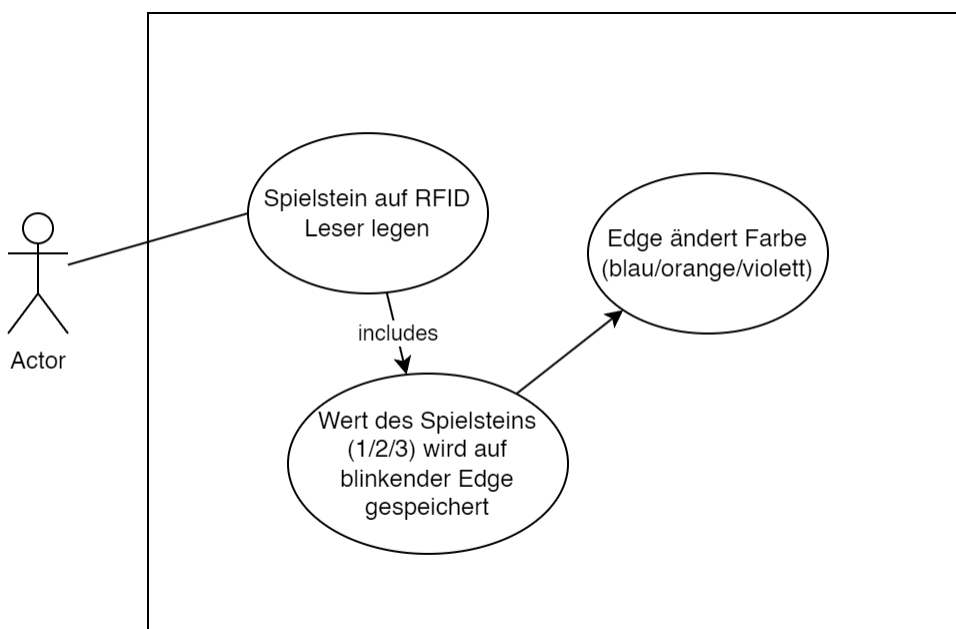 Spielstein auf RFID
Leser legen
Edge ändert Farbe
(blau/orange/violett)
includes
Actor
Wert des Spielsteins
(1/2/3) wird auf
blinkender Edge
gespeichert